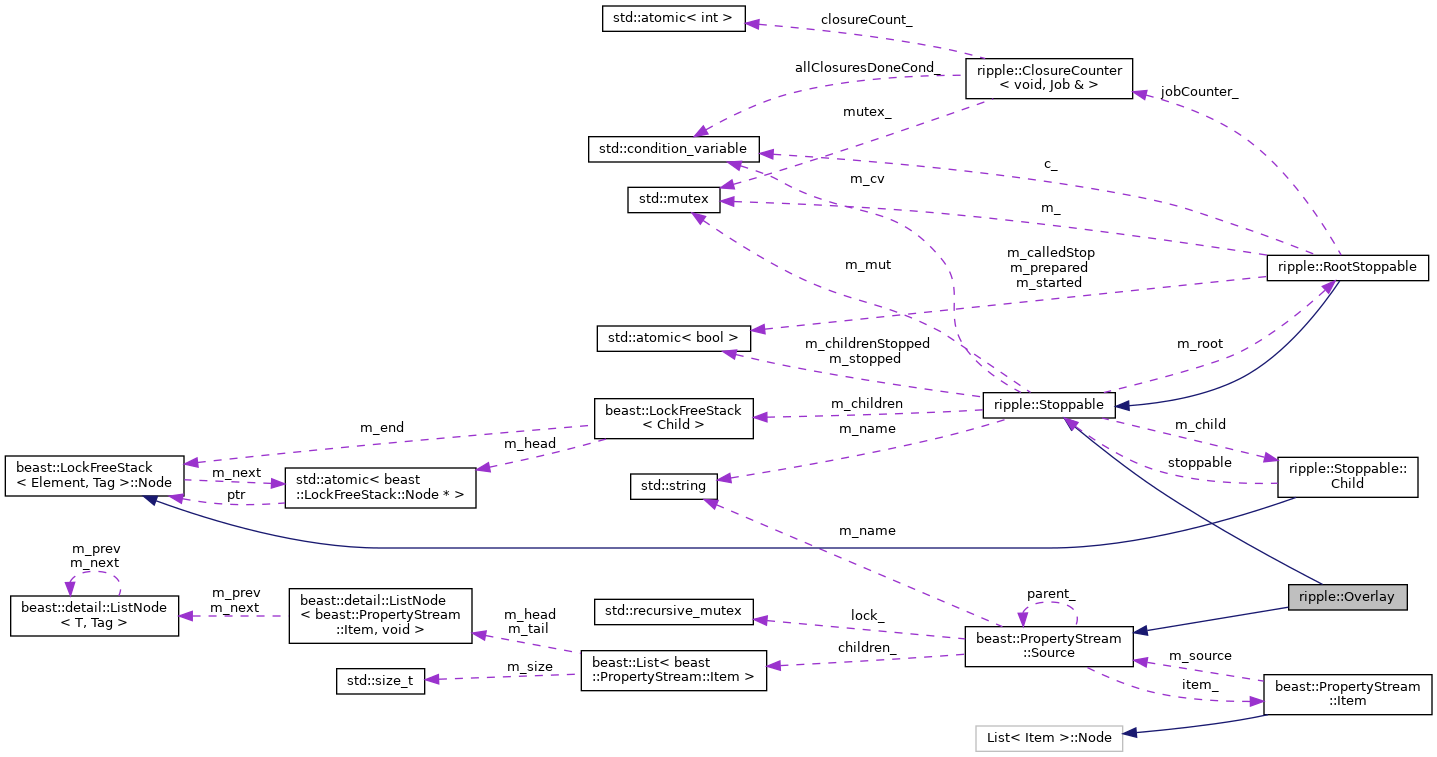 std::atomic< int >
closureCount_
allClosuresDoneCond_
ripple::ClosureCounter
< void, Job & >
jobCounter_
mutex_
std::condition_variable
c_
m_cv
std::mutex
m_
m_calledStop
m_prepared
m_started
ripple::RootStoppable
m_mut
std::atomic< bool >
m_childrenStopped
m_stopped
m_root
beast::LockFreeStack
< Child >
m_children
ripple::Stoppable
m_end
m_head
m_name
m_child
beast::LockFreeStack
< Element, Tag >::Node
m_next
ptr
std::atomic< beast
::LockFreeStack::Node * >
std::string
stoppable
ripple::Stoppable::
Child
m_name
m_prev
m_next
beast::detail::ListNode
< T, Tag >
m_prev
m_next
beast::detail::ListNode
< beast::PropertyStream
::Item, void >
m_head
m_tail
std::recursive_mutex
lock_
parent_
ripple::Overlay
beast::PropertyStream
::Source
children_
std::size_t
m_size
beast::List< beast
::PropertyStream::Item >
m_source
item_
beast::PropertyStream
::Item
List< Item >::Node